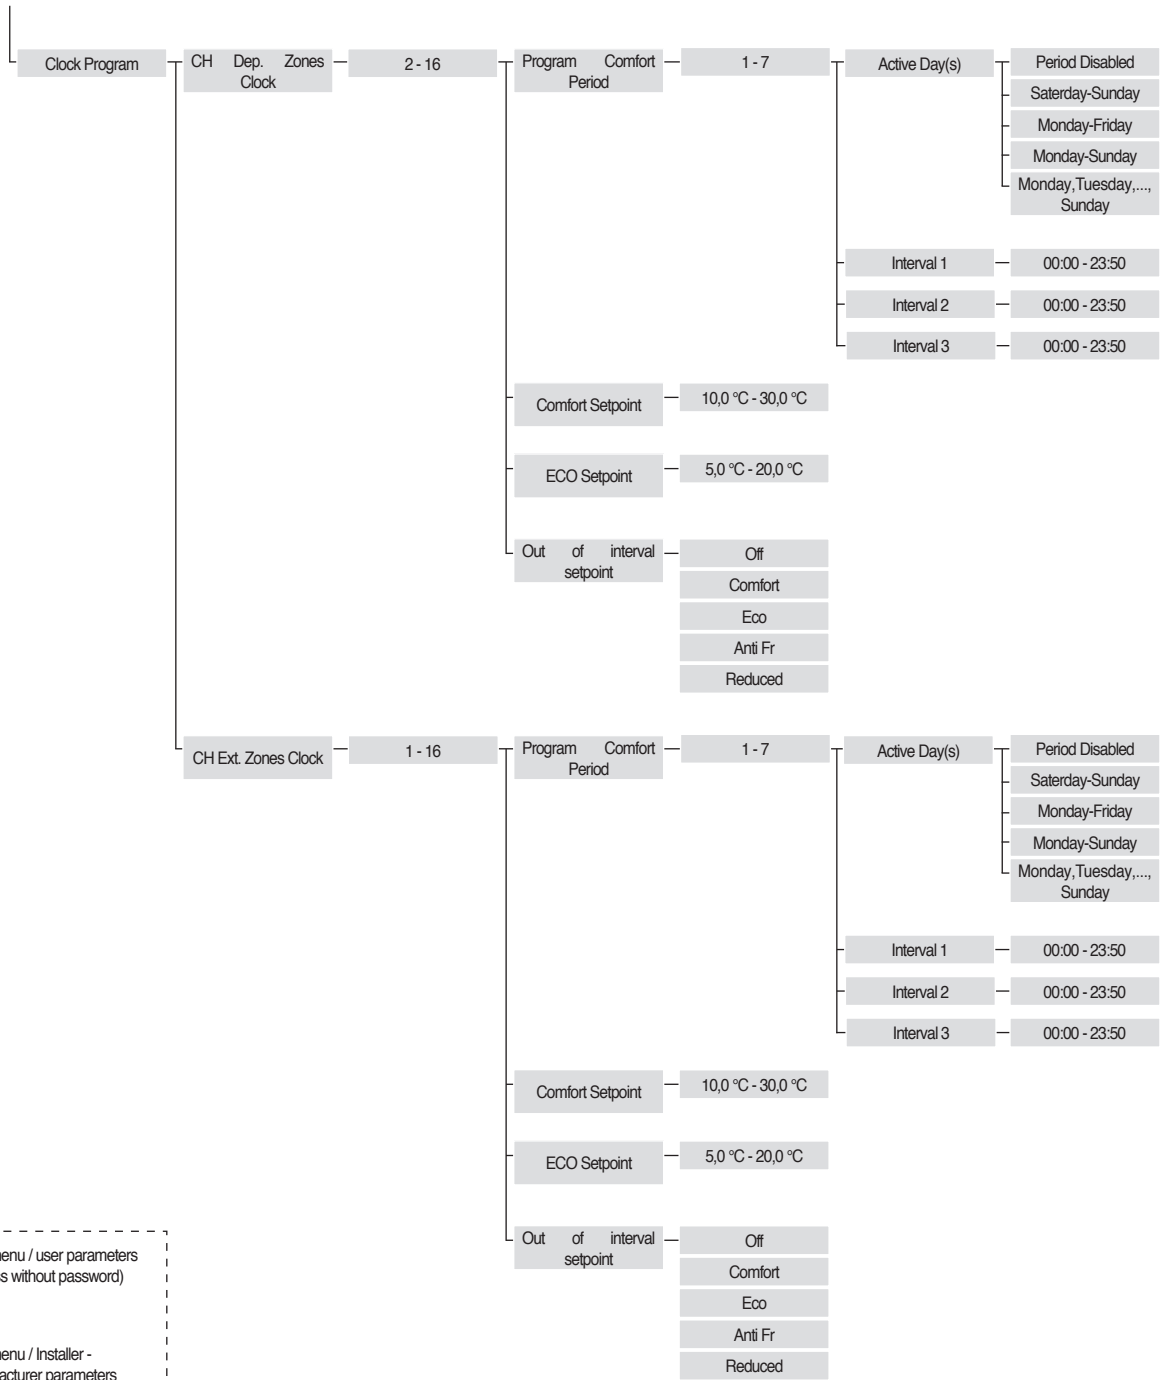 Clock Program
CH Dep. Zones
Clock
2 - 16
Program Comfort
Period
1 - 7
Active Day(s)
Period Disabled
Saterday-Sunday
Monday-Friday
Monday-Sunday
Monday,Tuesday,...,
Sunday
Interval 1
00:00 - 23:50
Interval 2
00:00 - 23:50
Interval 3
00:00 - 23:50
Comfort Setpoint
10,0 °C - 30,0 °C
ECO Setpoint
5,0 °C - 20,0 °C
Out of interval
setpoint
Off
Comfort
Eco
Anti Fr
Reduced
CH Ext. Zones Clock
1 - 16
Program Comfort
Period
1 - 7
Active Day(s)
Period Disabled
Saterday-Sunday
Monday-Friday
Monday-Sunday
Monday,Tuesday,...,
Sunday
Interval 1
00:00 - 23:50
Interval 2
00:00 - 23:50
Interval 3
00:00 - 23:50
Comfort Setpoint
10,0 °C - 30,0 °C
ECO Setpoint
5,0 °C - 20,0 °C
Out of interval
setpoint
Off
Comfort
Eco
Anti Fr
Reduced
/ user parameters
without password)
/ Installer -
parameters